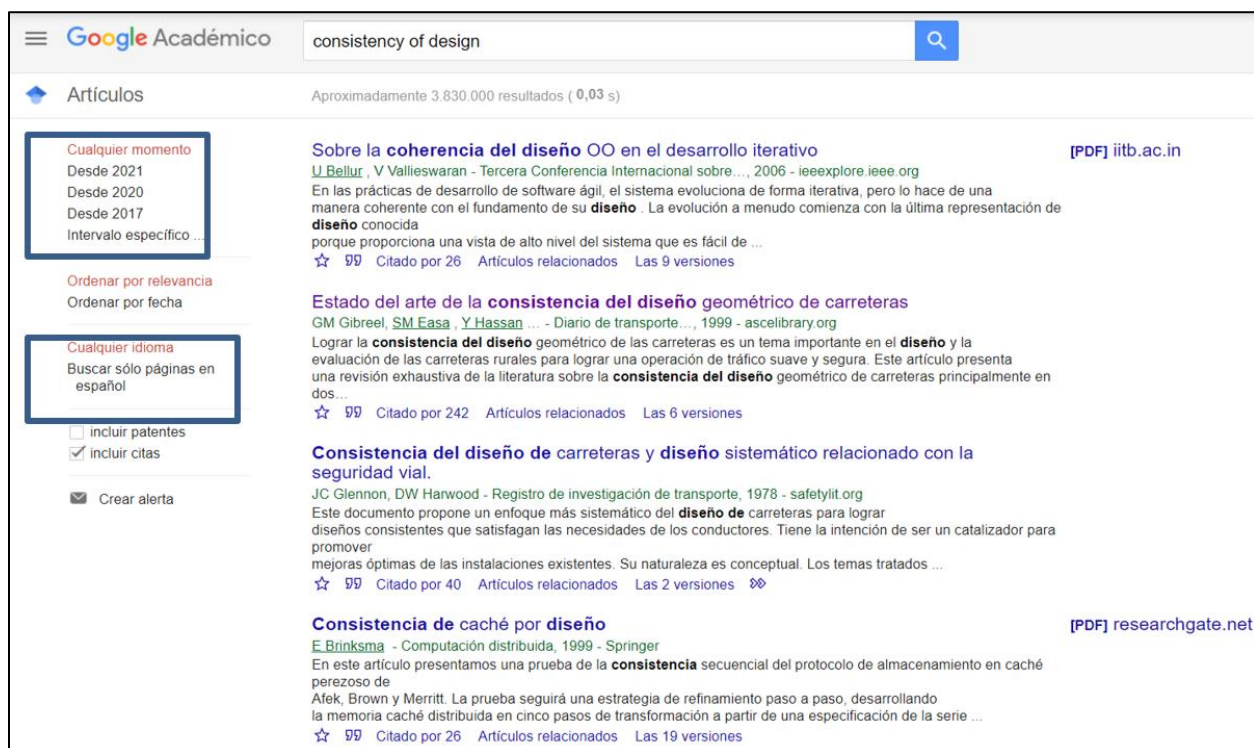 Google Académico
consistency of design
Artículos
Aproximadamente 3.830.000 resultados ( 0,03 s)
Cualquier momento
Desde 2021
Desde 2020
Desde 2017
Intervalo específico ...
Ordenar por relevancia
Ordenar por fecha
Cualquier idioma
Buscar sólo páginas en
español
incluir patentes
incluir citas
Crear alerta
Sobre la coherencia del diseño OO en el desarrollo iterativo
[PDF] iitb.ac.in
U Bellur , V Vallieswaran - Tercera Conferencia Internacional sobre…, 2006 - ieeexplore.ieee.org
En las prácticas de desarrollo de software ágil, el sistema evoluciona de forma iterativa, pero lo hace de una
manera coherente con el fundamento de su diseño . La evolución a menudo comienza con la última representación de
diseño conocida
porque proporciona una vista de alto nivel del sistema que es fácil de ...
Citado por 26 Artículos relacionados Las 9 versiones
Estado del arte de la consistencia del diseño geométrico de carreteras
GM Gibreel, SM Easa , Y Hassan ... - Diario de transporte…, 1999 - ascelibrary.org
Lograr la consistencia del diseño geométrico de las carreteras es un tema importante en el diseño y la
evaluación de las carreteras rurales para lograr una operación de tráfico suave y segura. Este artículo presenta
una revisión exhaustiva de la literatura sobre la consistencia del diseño geométrico de carreteras principalmente en
dos…
Citado por 242 Artículos relacionados Las 6 versiones
Consistencia del diseño de carreteras y diseño sistemático relacionado con la
seguridad vial.
JC Glennon, DW Harwood - Registro de investigación de transporte, 1978 - safetylit.org
Este documento propone un enfoque más sistemático del diseño de carreteras para lograr
diseños consistentes que satisfagan las necesidades de los conductores. Tiene la intención de ser un catalizador para
promover
mejoras óptimas de las instalaciones existentes. Su naturaleza es conceptual. Los temas tratados ...
Citado por 40 Artículos relacionados Las 2 versiones
Consistencia de caché por diseño
[PDF] researchgate.net
E Brinksma - Computación distribuida, 1999 - Springer
En este artículo presentamos una prueba de la consistencia secuencial del protocolo de almacenamiento en caché
perezoso de
Afek, Brown y Merritt. La prueba seguirá una estrategia de refinamiento paso a paso, desarrollando
la memoria caché distribuida en cinco pasos de transformación a partir de una especificación de la serie ...
Citado por 26 Artículos relacionados Las 19 versiones